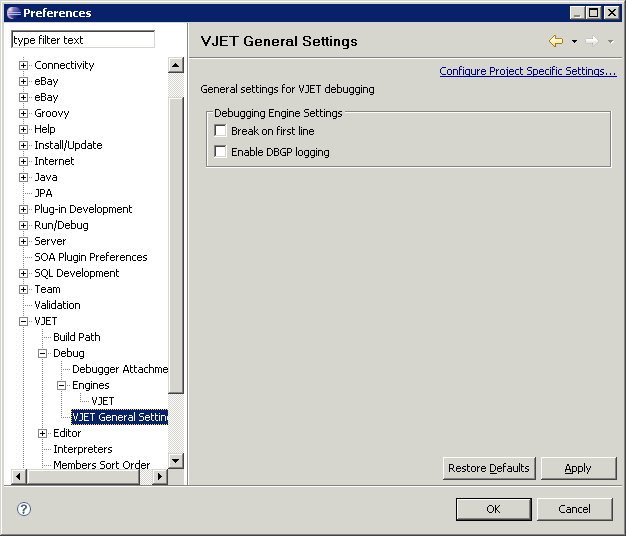 Preferences
type filter text
Connectivity
eBay
eBay
Groovy
Help
Install/Update
Internet
Java
JPA
Plug-in Development
Run/Debug
Server
SOA Plugin Preferences
SQL Development
Team
Validation
VJET
Build Path
Debug
Debugger Attachme
Engines
VJET
VJET General Settin
Editor
Interpreters
Members Sort Order
VJET General Settings
Configure Project Specific Settings...
General settings for VJET debugging
Debugging Engine Settings
Break on first line
Enable DBGP logging
Restore Defaults
Apply
?
OK
Cancel